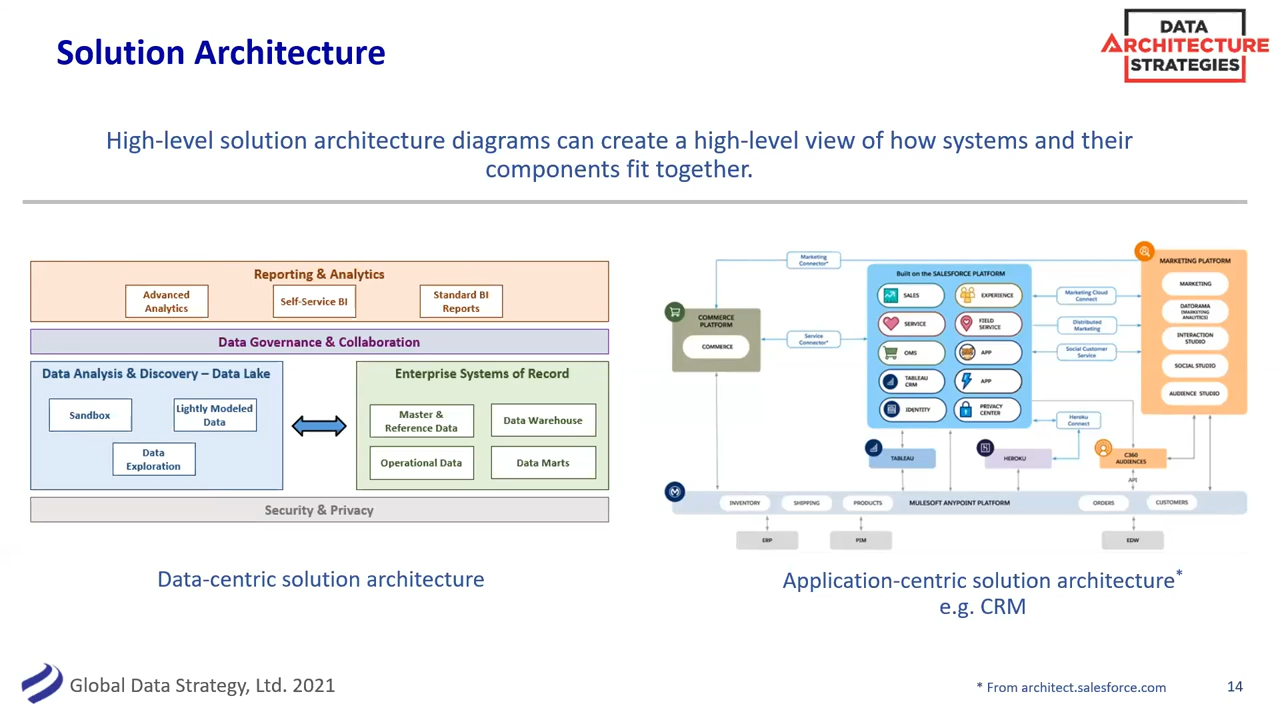 Solution Architecture
DATA
ARCHITECTURE
STRATEGIES
High-level solution architecture diagrams can create a high-level view of how systems and their
components fit together.
Reporting & Analytics
Advanced
Analytics
Self-Service BI
Standard BI
Reports
Data Governance & Collaboration
Data Analysis & Discovery – Data Lake
Sandbox
Lightly Modeled
Data
Data
Exploration
Enterprise Systems of Record
Master &
Reference Data
Data Warehouse
Operational Data
Data Marts
Security & Privacy
Data-centric solution architecture
Marketing
Connector*
COMMERCE
PLATFORM
COMMERCE
Service
Connector*
Built on the SALESFORCE PLATFORM
SALES
EXPERIENCE
SERVICE
FIELD
SERVICE
OMS
APP
TABLEAU
CRM
APP
IDENTITY
PRIVACY
CENTER
Marketing Cloud
Connect
Distributed
Marketing
Social Customer
Service
Heroku
Connect
MARKETING PLATFORM
MARKETING
DATORAMA
(MARKETING
ANALYTICS)
INTERACTION
STUDIO
SOCIAL STUDIO
AUDIENCE STUDIO
TABLEAU
HEROKU
C360
AUDIENCES
API
INVENTORY
SHIPPING
PRODUCTS
MULESOFT ANYPOINT PLATFORM
ORDERS
CUSTOMERS
ERP
PIM
EDW
Application-centric solution architecture*
e.g. CRM
Global Data Strategy, Ltd. 2021
* From architect.salesforce.com
14